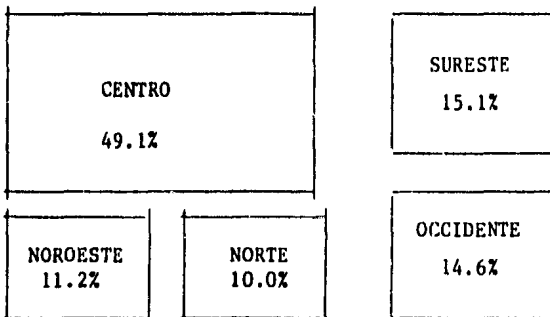 CENTRO
49.1%
SURESTE
15.1%
NOROESTE
11.2%
NORTE
10.0%
OCCIDENTE
14.6%